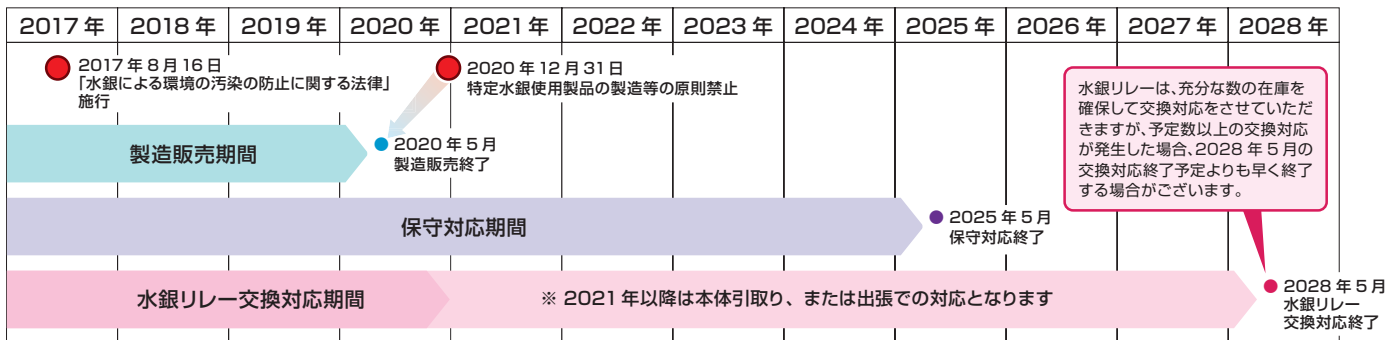 2017年 2018年 2019年 2020年 2021年 2022年 2023年 2024年 2025年 2026年 2027年 2028年
2017年8月16日
「水銀による環境の汚染の防止に関する法律」
施行
2020年12月31日
特定水銀使用製品の製造等の原則禁止
水銀リレーは、充分な数の在庫を
確保して交換対応をさせていただ
きますが、予定数以上の交換対応
が発生した場合、2028年5月の
交換対応終了予定よりも早く終了
する場合がございます。
製造販売期間
2020年5月
製造販売終了
保守対応期間
2025年5月
保守対応終了
水銀リレー交換対応期間
※ 2021年以降は本体引取り、または出張での対応となります
2028年5月
水銀リレー
交換対応終了